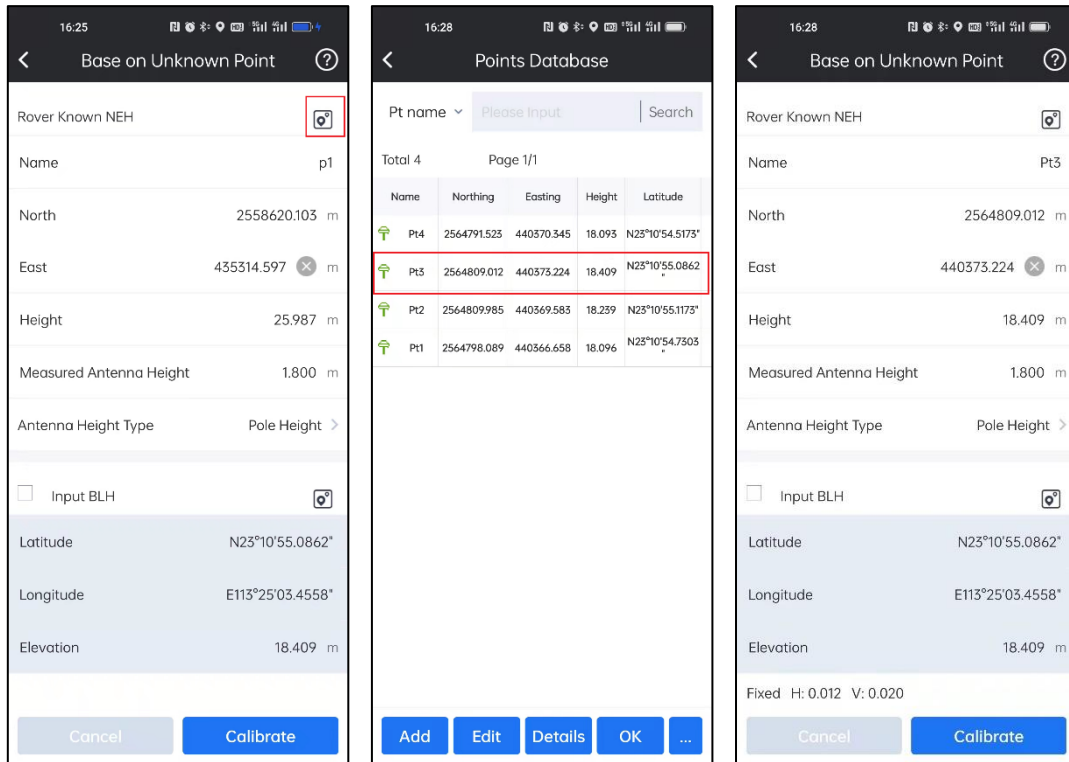 16:25
Base on Unknown Point
Rover Known NEH
Name p1
North 2558620.103 m
East 435314.597 m
Height 25.987 m
Measured Antenna Height 1.800 m
Antenna Height Type Pole Height >
Input BLH
Latitude N23°10'55.0862"
Longitude E113°25'03.4558"
Elevation 18.409 m
Cancel Calibrate
16:28
Points Database
Pt name Please Input Search
Total 4 Page 1/1
Name Northing Easting Height Latitude
Pt4 2564791.523 440370.345 18.093 N23°10'54.5173"
Pt3 2564809.012 440373.224 18.409 N23°10'55.0862
"
Pt2 2564809.985 440369.583 18.239 N23°10'55.1173"
Pt1 2564798.089 440366.658 18.096 N23°10'54.7303
"
Add Edit Details OK ...
16:28
Base on Unknown Point
Rover Known NEH
Name Pt3
North 2564809.012 m
East 440373.224 m
Height 18.409 m
Measured Antenna Height 1.800 m
Antenna Height Type Pole Height >
Input BLH
Latitude N23°10'55.0862"
Longitude E113°25'03.4558"
Elevation 18.409 m
Fixed H: 0.012 V: 0.020
Cancel Calibrate